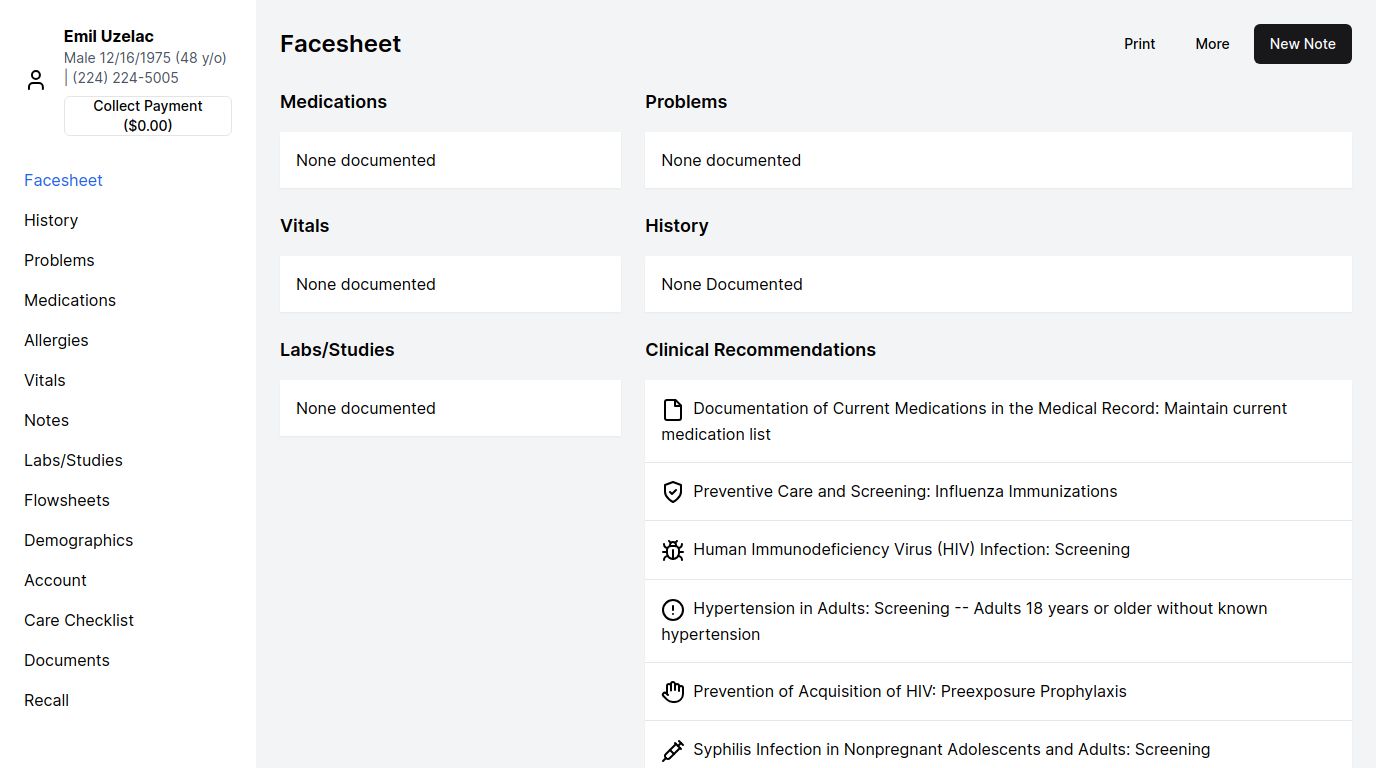 Emil Uzelac
Male 12/16/1975 (48 y/o)
| (224) 224-5005
Collect Payment
($0.00)
Facesheet
History
Problems
Medications
Allergies
Vitals
Notes
Labs/Studies
Flowsheets
Demographics
Account
Care Checklist
Documents
Recall
Facesheet
Print
More
New Note
Medications
None documented
Problems
None documented
Vitals
None documented
History
None Documented
Labs/Studies
None documented
Clinical Recommendations
Documentation of Current Medications in the Medical Record: Maintain current
medication list
Preventive Care and Screening: Influenza Immunizations
Human Immunodeficiency Virus (HIV) Infection: Screening
Hypertension in Adults: Screening -- Adults 18 years or older without known
hypertension
Prevention of Acquisition of HIV: Preexposure Prophylaxis
Syphilis Infection in Nonpregnant Adolescents and Adults: Screening